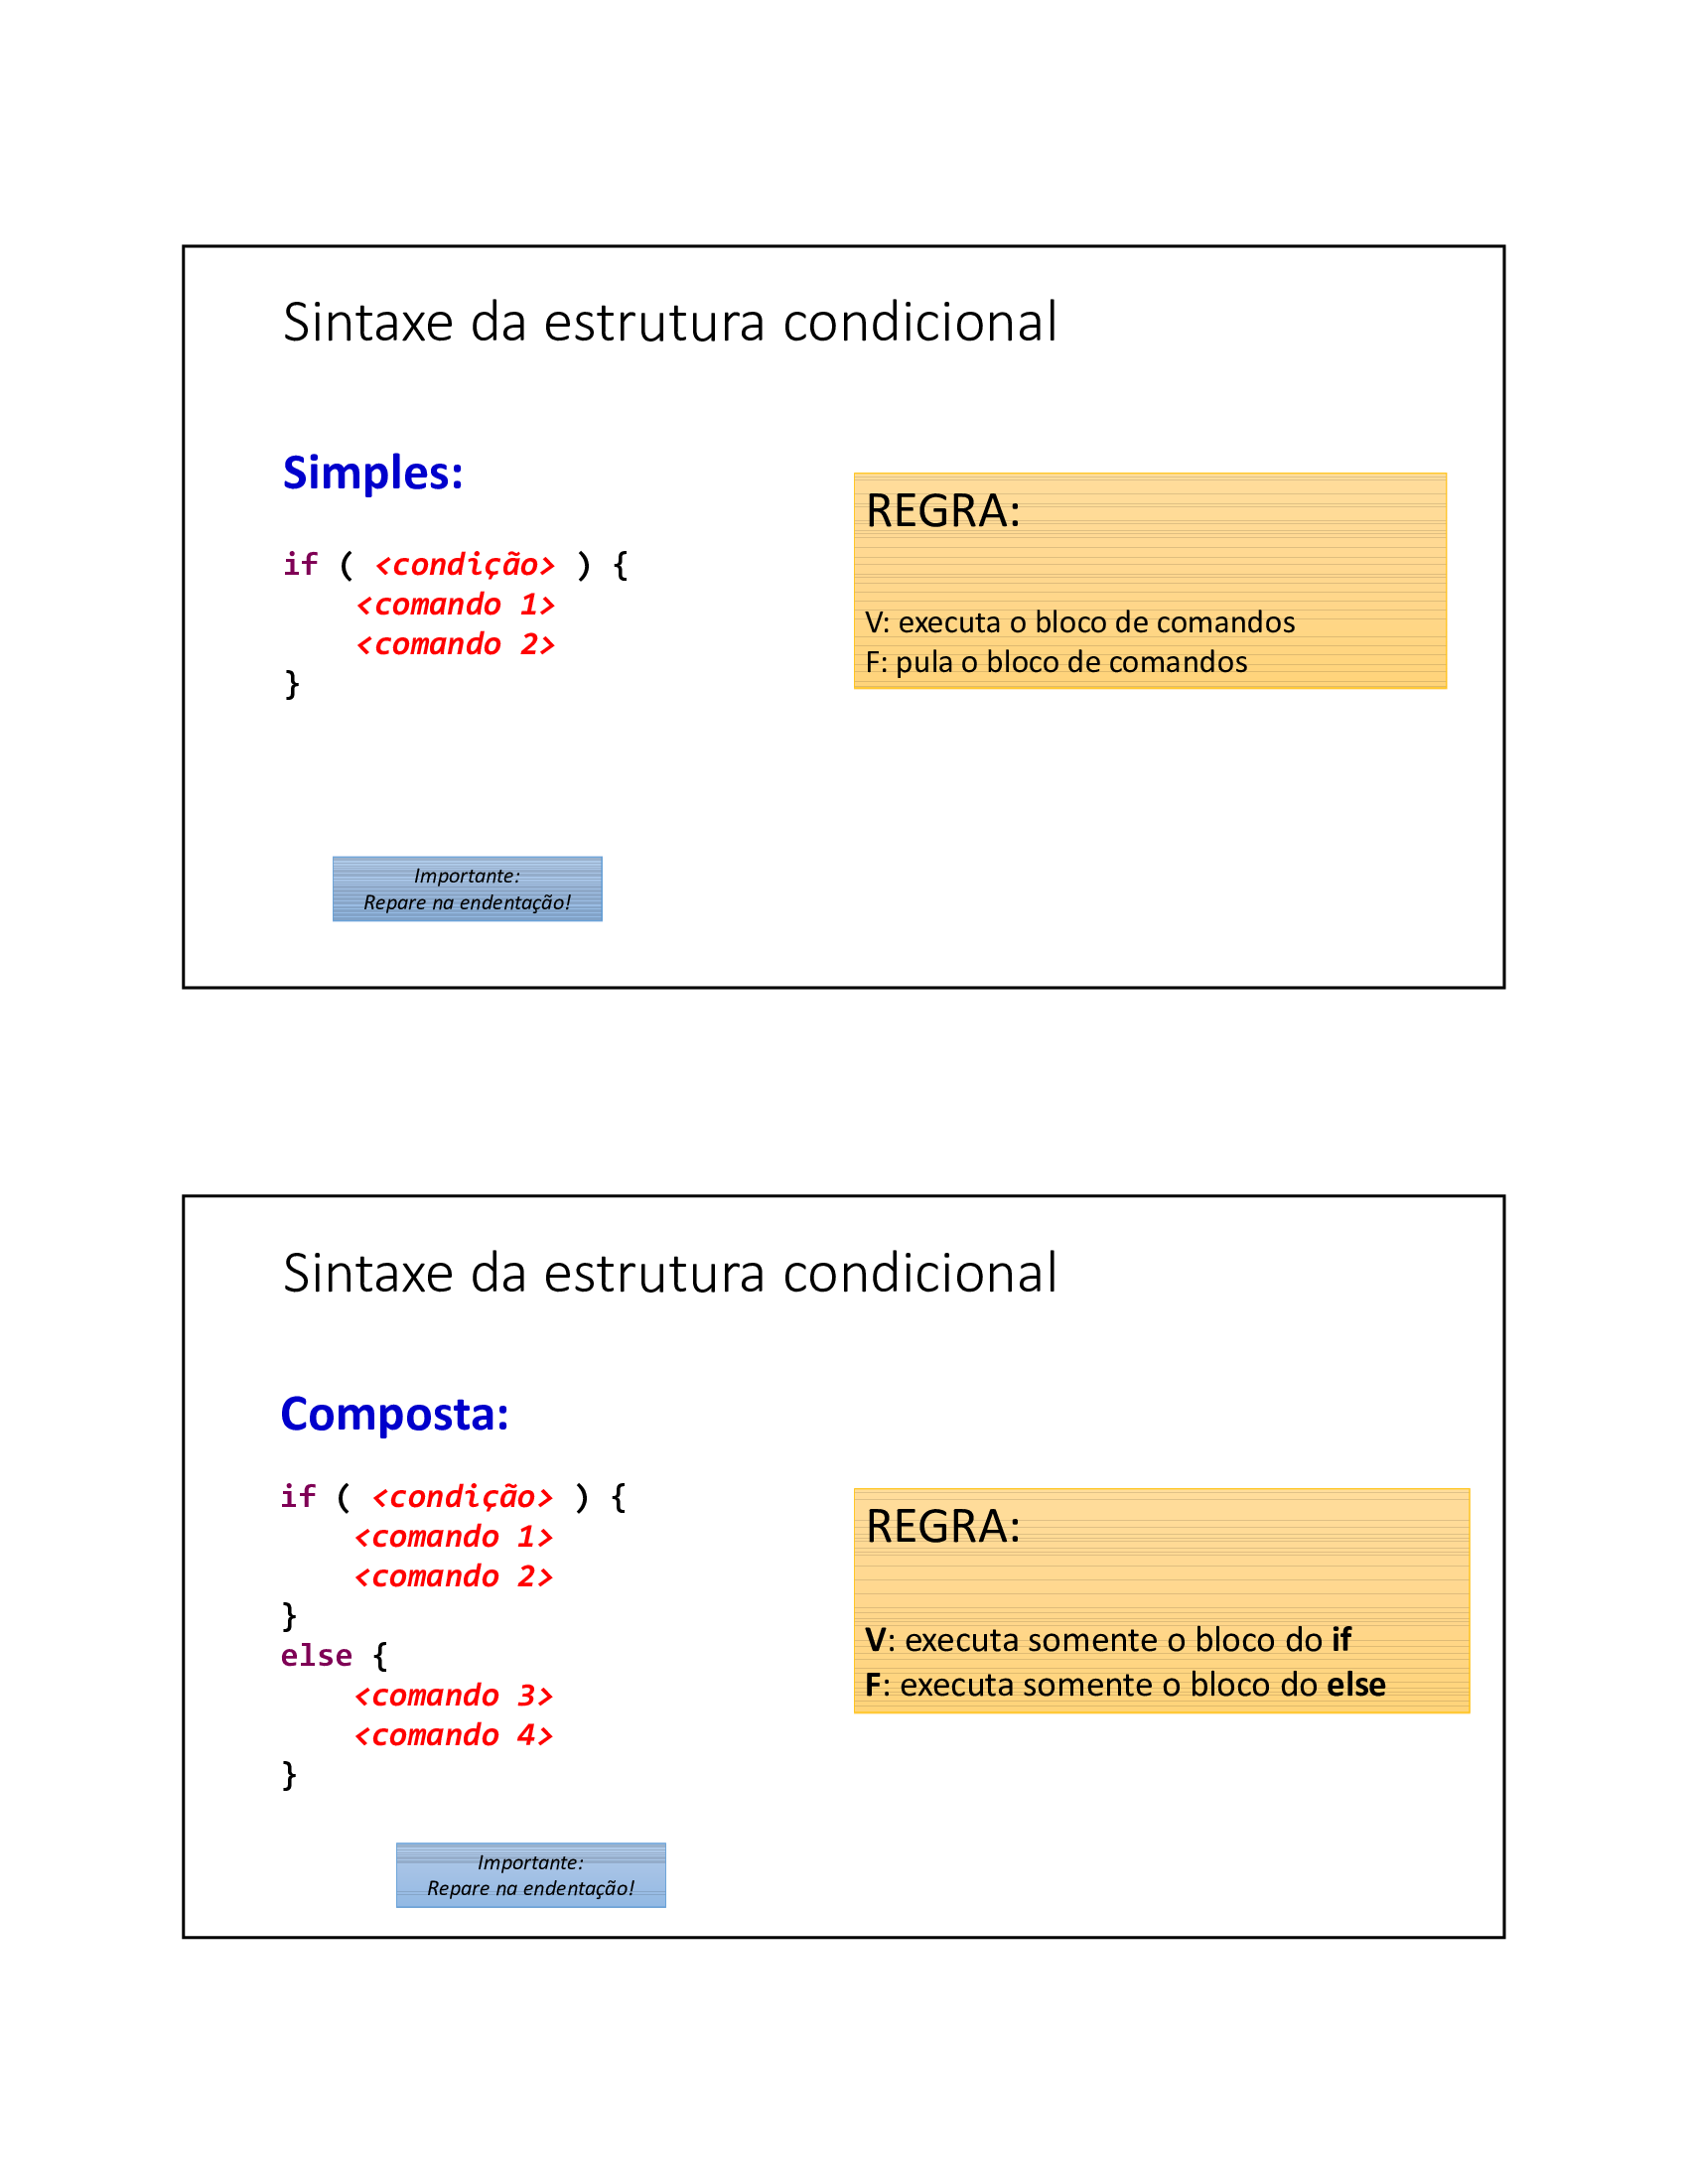 Sintaxe da estrutura condicional
Simples:
if ( <condição> ) {
    <comando 1>
    <comando 2>
}
REGRA:
V: executa o bloco de comandos
F: pula o bloco de comandos
Importante:
Repare na endentação!
Sintaxe da estrutura condicional
Composta:
if ( <condição> ) {
    <comando 1>
    <comando 2>
}
else {
    <comando 3>
    <comando 4>
}
REGRA:
V: executa somente o bloco do if
F: executa somente o bloco do else
Importante:
Repare na endentação!